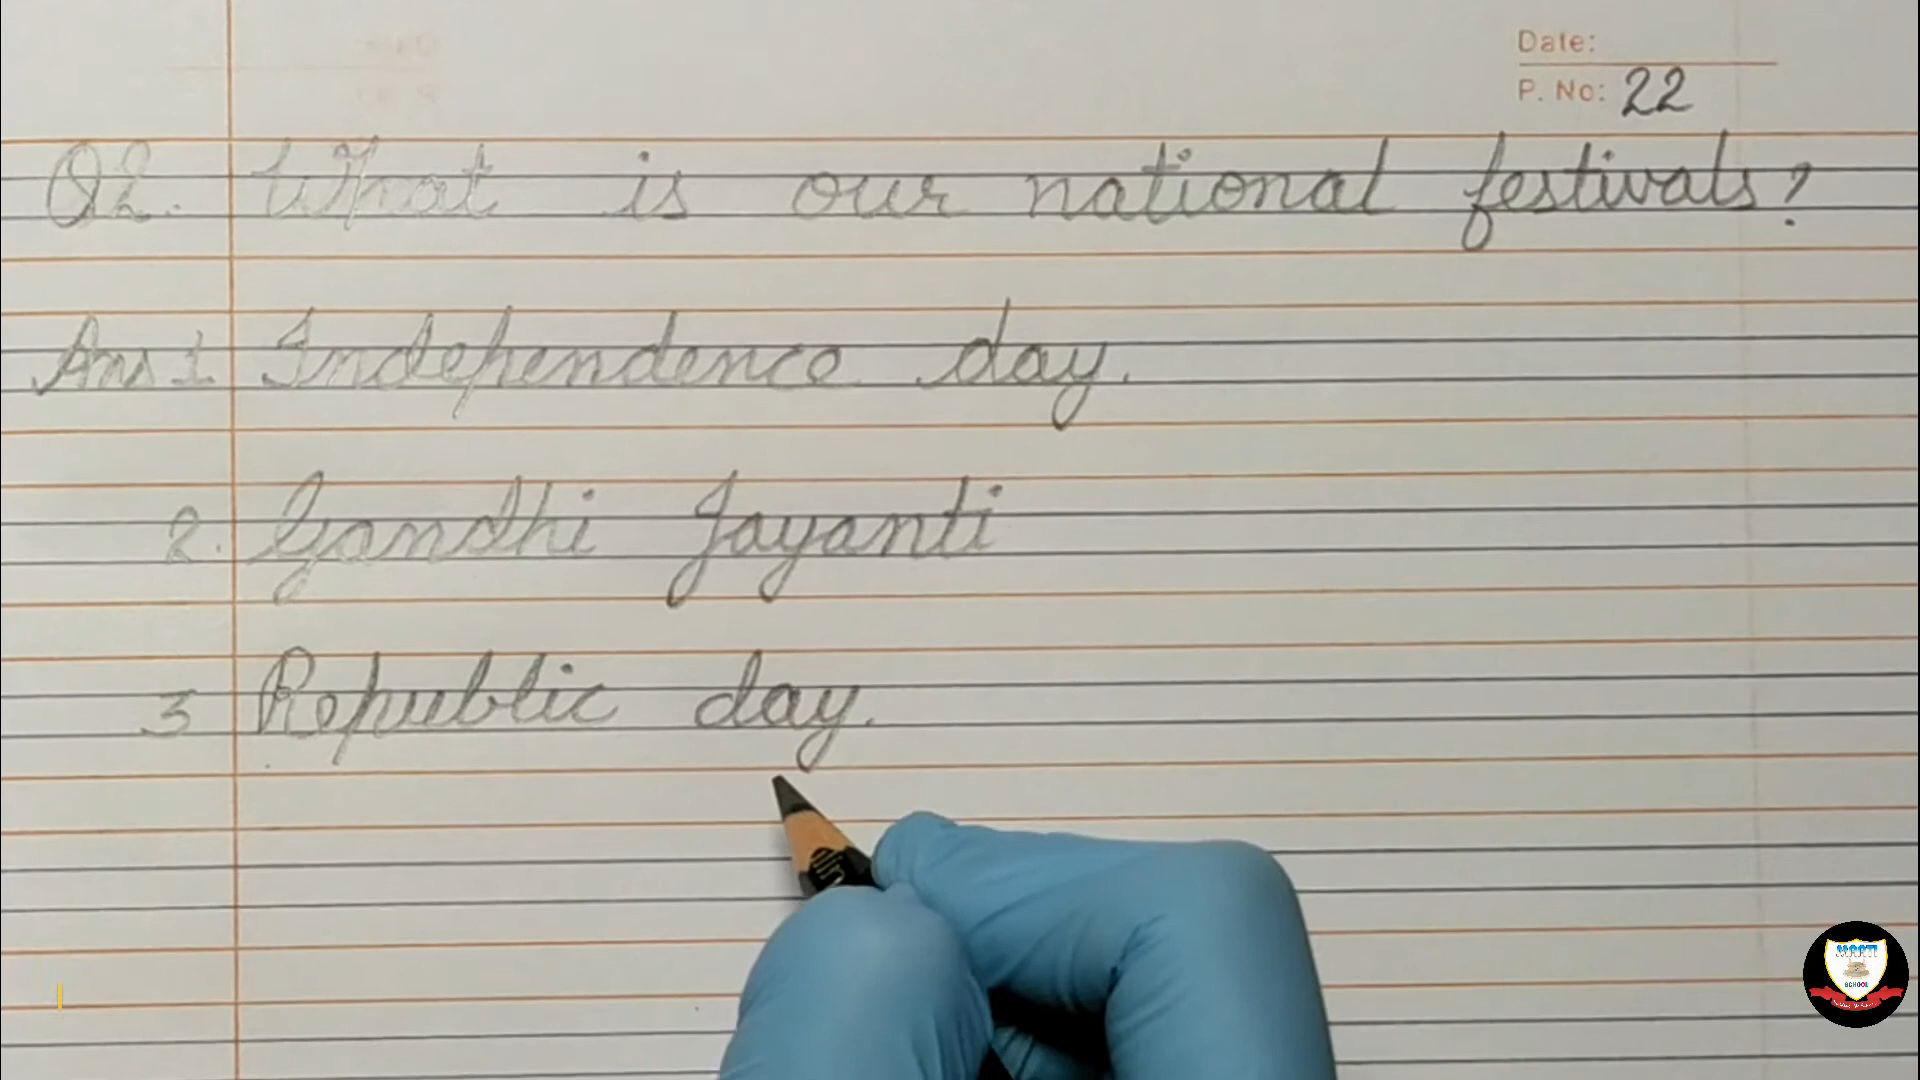 Date:
P. No: 22
Q2. What is our national festivals?
Ans 1. Independence day.
2. Gandhi Jayanti
3 Republic day.
SCHOOL